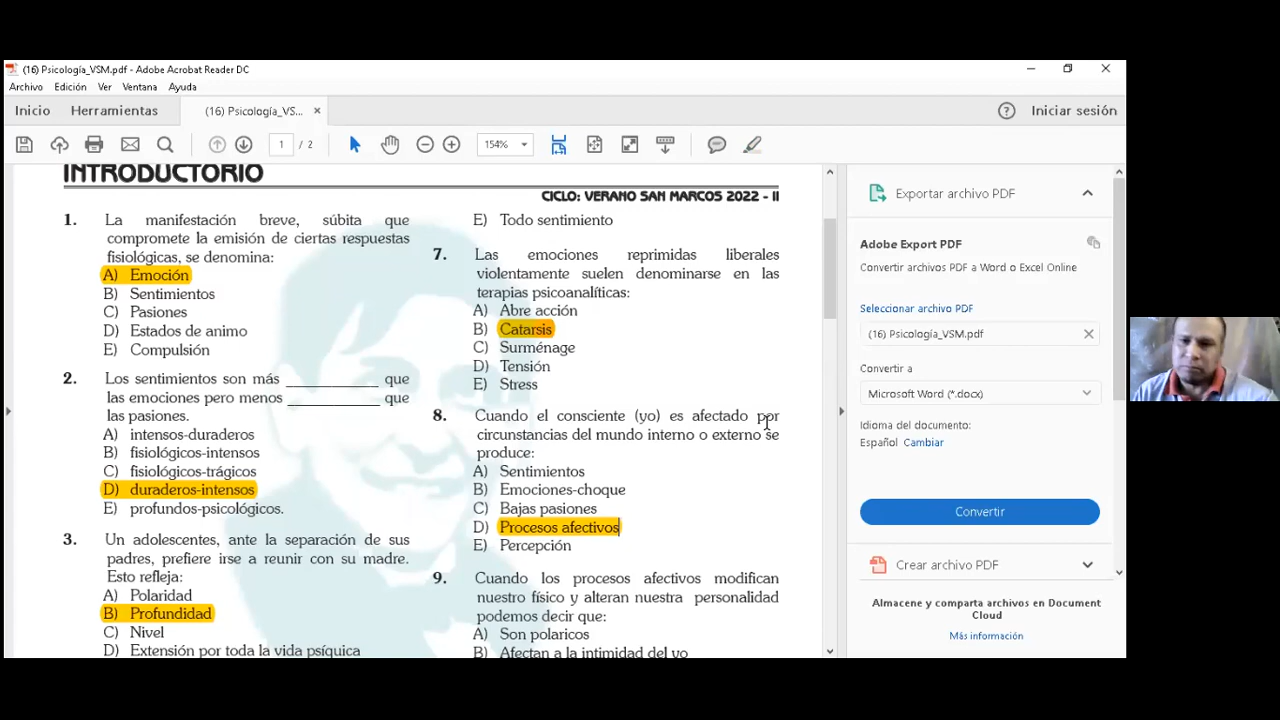 (16) Psicología_VSM.pdf - Adobe Acrobat Reader DC
Archivo Edición Ver Ventana Ayuda
Inicio Herramientas (16) Psicología_VS... × Iniciar sesión
1 / 2 154%
INTRODUCTORIO
CICLO: VERANO SAN MARCOS 2022 - II
1. La manifestación breve, súbita que
compromete la emisión de ciertas respuestas
fisiológicas, se denomina:
A) Emoción
B) Sentimientos
C) Pasiones
D) Estados de animo
E) Compulsión
2. Los sentimientos son más ____________ que
las emociones pero menos ____________ que
las pasiones.
A) intensos-duraderos
B) fisiológicos-intensos
C) fisiológicos-trágicos
D) duraderos-intensos
E) profundos-psicológicos.
3. Un adolescentes, ante la separación de sus
padres, prefiere irse a reunir con su madre.
Esto refleja:
A) Polaridad
B) Profundidad
C) Nivel
D) Extensión por toda la vida psíquica
E) Todo sentimiento
7. Las emociones reprimidas liberales
violentamente suelen denominarse en las
terapias psicoanalíticas:
A) Abre acción
B) Catarsis
C) Surménage
D) Tensión
E) Stress
8. Cuando el consciente (yo) es afectado por
circunstancias del mundo interno o externo se
produce:
A) Sentimientos
B) Emociones-choque
C) Bajas pasiones
D) Procesos afectivos
E) Percepción
9. Cuando los procesos afectivos modifican
nuestro físico y alteran nuestra personalidad
podemos decir que:
A) Son polaricos
B) Afectan a la intimidad del yo
Exportar archivo PDF
Adobe Export PDF
Convertir archivos PDF a Word o Excel Online
Seleccionar archivo PDF
(16) Psicología_VSM.pdf
Convertir a
Microsoft Word (*.docx)
Idioma del documento:
Español Cambiar
Convertir
Crear archivo PDF
Almacene y comparta archivos en Document
Cloud
Más información